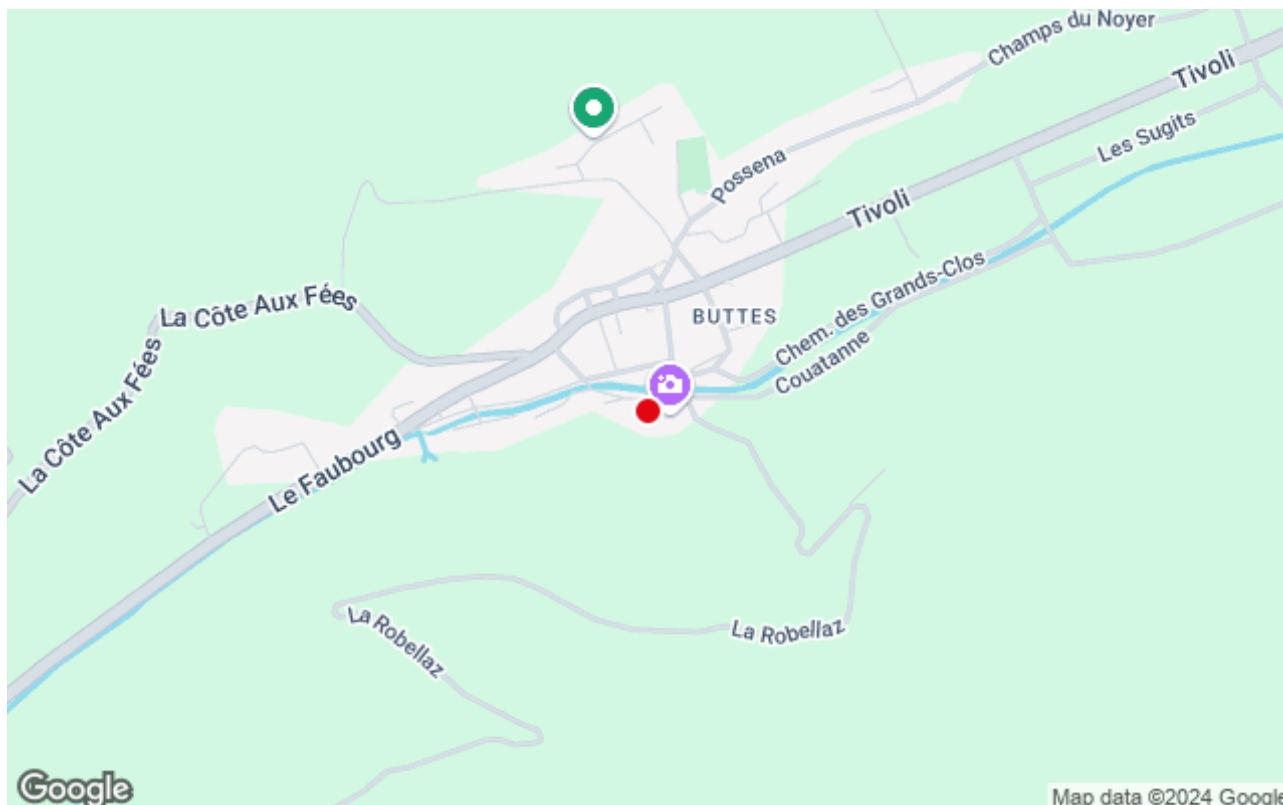 Champs du Noyer
Tivoli
Les Sugits
Possena
Tivoli
La Côte Aux Fées
BUTTES
Chem. des Grands-Clos
Couatanne
La Côte Aux Fées
Le Faubourg
La Robellaz
La Robellaz
Google
Map data ©2024 Google